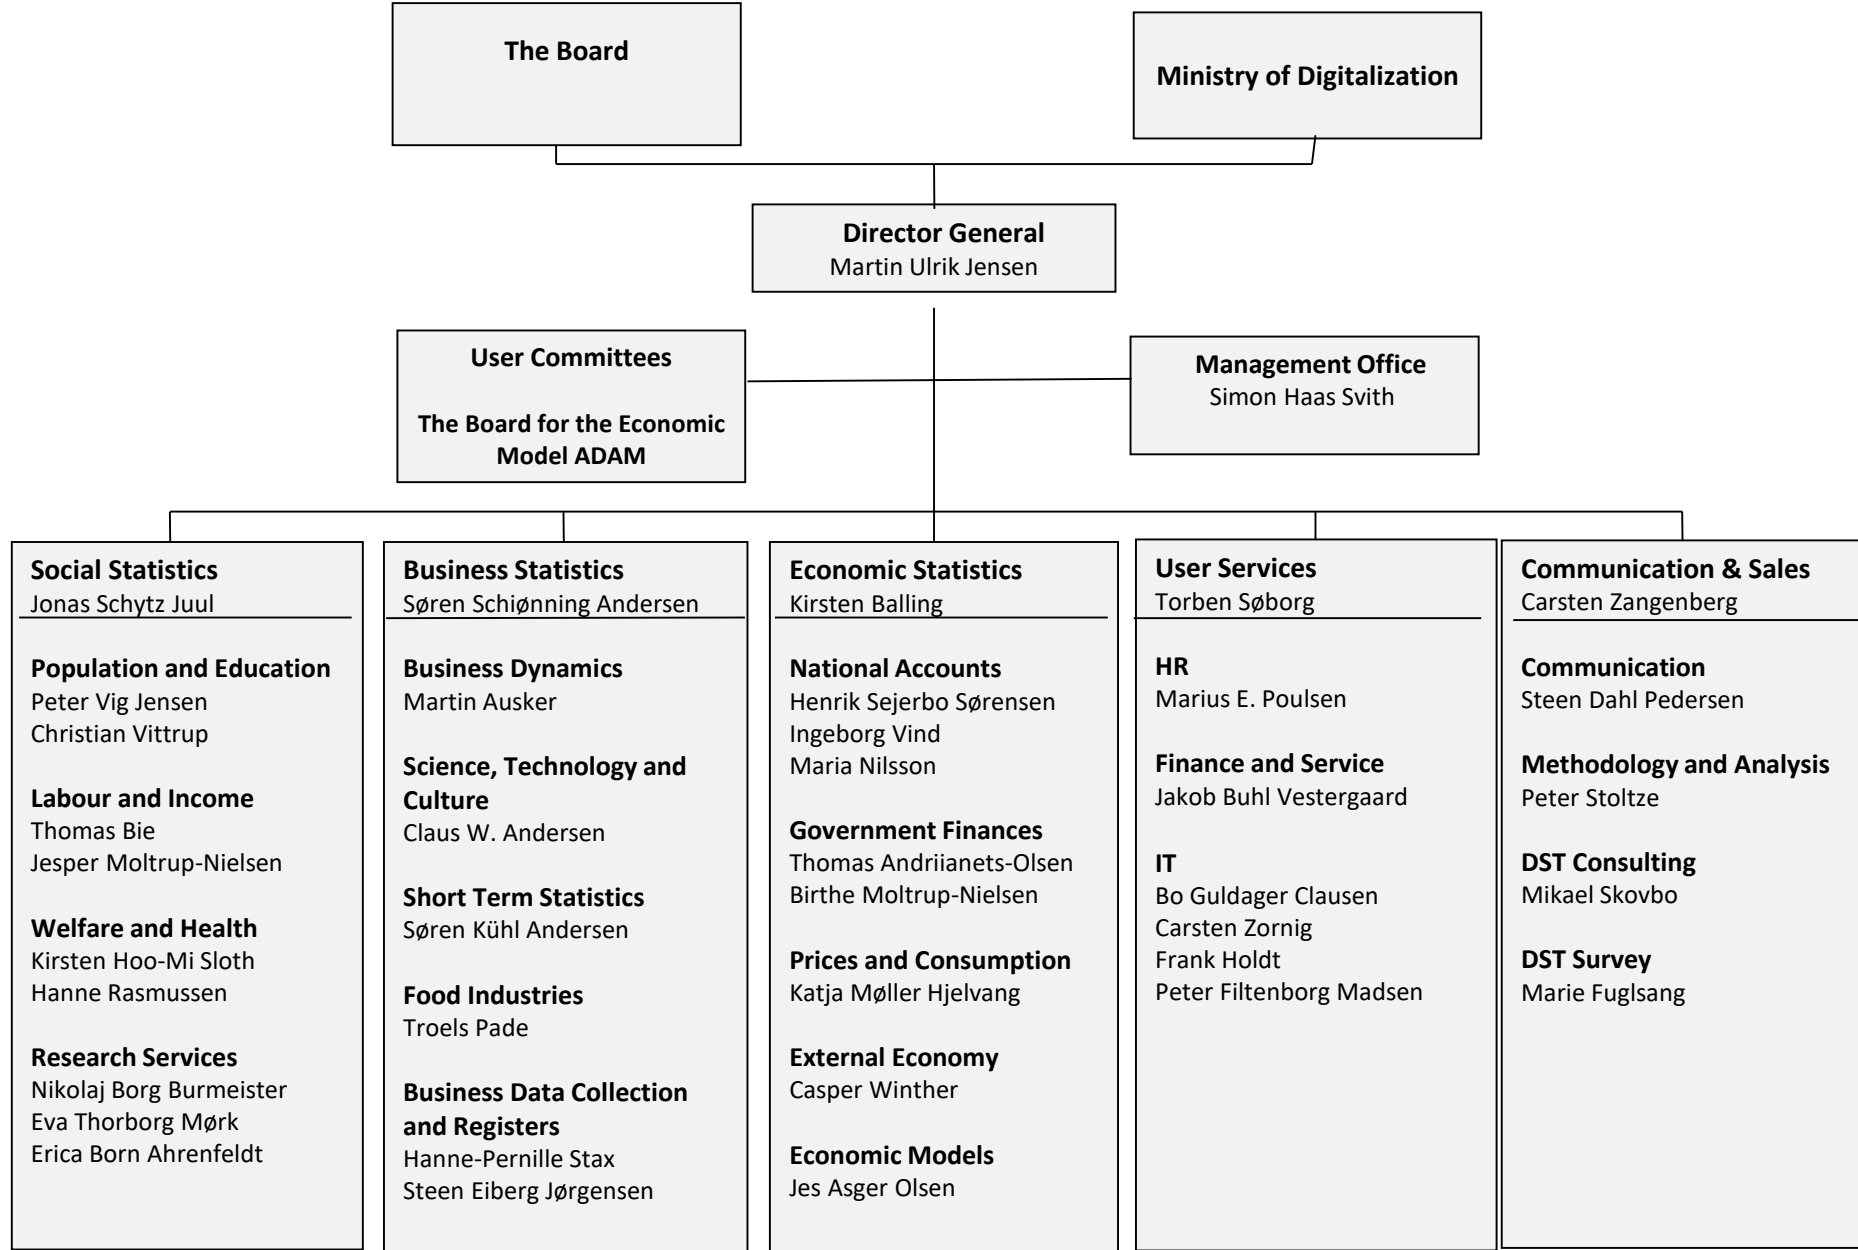 The Board
Ministry of Digitalization
Director General
Martin Ulrik Jensen
User Committees
The Board for the Economic
Model ADAM
Management Office
Simon Haas Svith
Social Statistics
Jonas Schytz Juul
Population and Education
Peter Vig Jensen
Christian Vittrup
Labour and Income
Thomas Bie
Jesper Moltrup-Nielsen
Welfare and Health
Kirsten Hoo-Mi Sloth
Hanne Rasmussen
Research Services
Nikolaj Borg Burmeister
Eva Thorborg Mørk
Erica Born Ahrenfeldt
Business Statistics
Søren Schiønning Andersen
Business Dynamics
Martin Ausker
Science, Technology and
Culture
Claus W. Andersen
Short Term Statistics
Søren Kühl Andersen
Food Industries
Troels Pade
Business Data Collection
and Registers
Hanne-Pernille Stax
Steen Eiberg Jørgensen
Economic Statistics
Kirsten Balling
National Accounts
Henrik Sejerbo Sørensen
Ingeborg Vind
Maria Nilsson
Government Finances
Thomas Andriianets-Olsen
Birthe Moltrup-Nielsen
Prices and Consumption
Katja Møller Hjelvang
External Economy
Casper Winther
Economic Models
Jes Asger Olsen
User Services
Torben Søborg
HR
Marius E. Poulsen
Finance and Service
Jakob Buhl Vestergaard
IT
Bo Guldager Clausen
Carsten Zornig
Frank Holdt
Peter Filtenborg Madsen
Communication & Sales
Carsten Zangenberg
Communication
Steen Dahl Pedersen
Methodology and Analysis
Peter Stoltze
DST Consulting
Mikael Skovbo
DST Survey
Marie Fuglsang